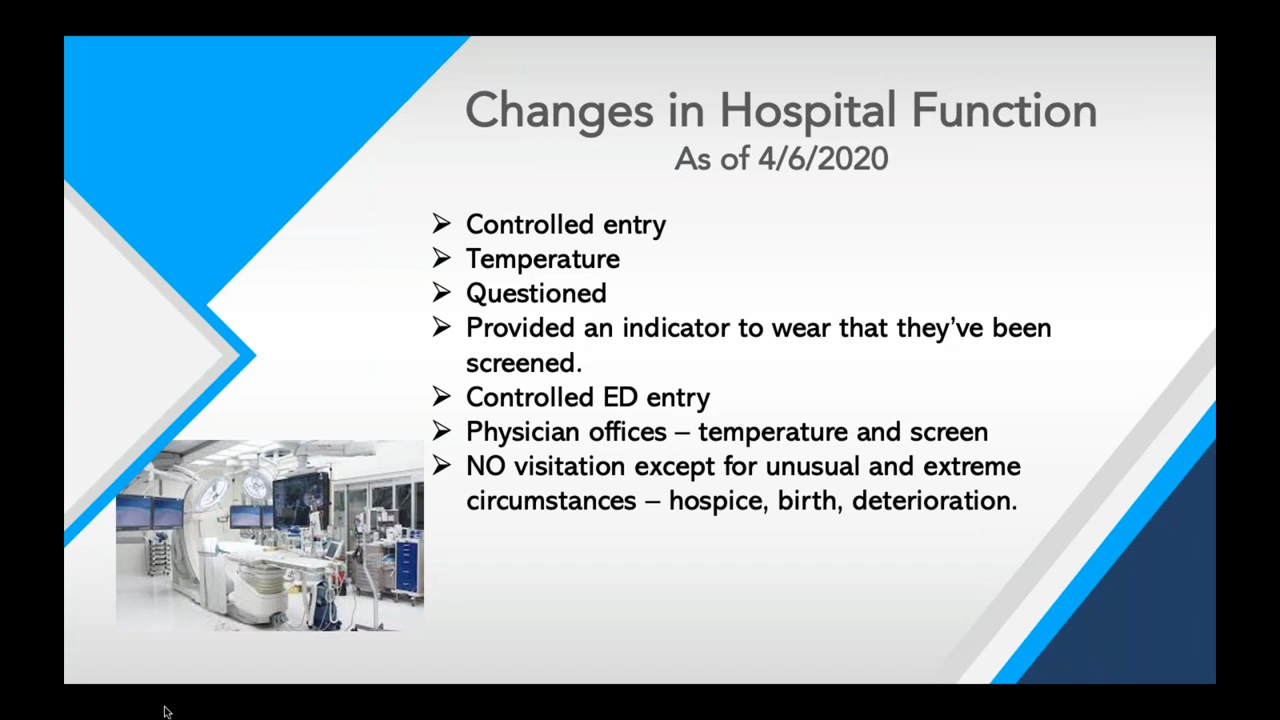 Changes in Hospital Function
As of 4/6/2020
➢ Controlled entry
➢ Temperature
➢ Questioned
➢ Provided an indicator to wear that they’ve been
screened.
➢ Controlled ED entry
➢ Physician offices – temperature and screen
➢ NO visitation except for unusual and extreme
circumstances – hospice, birth, deterioration.